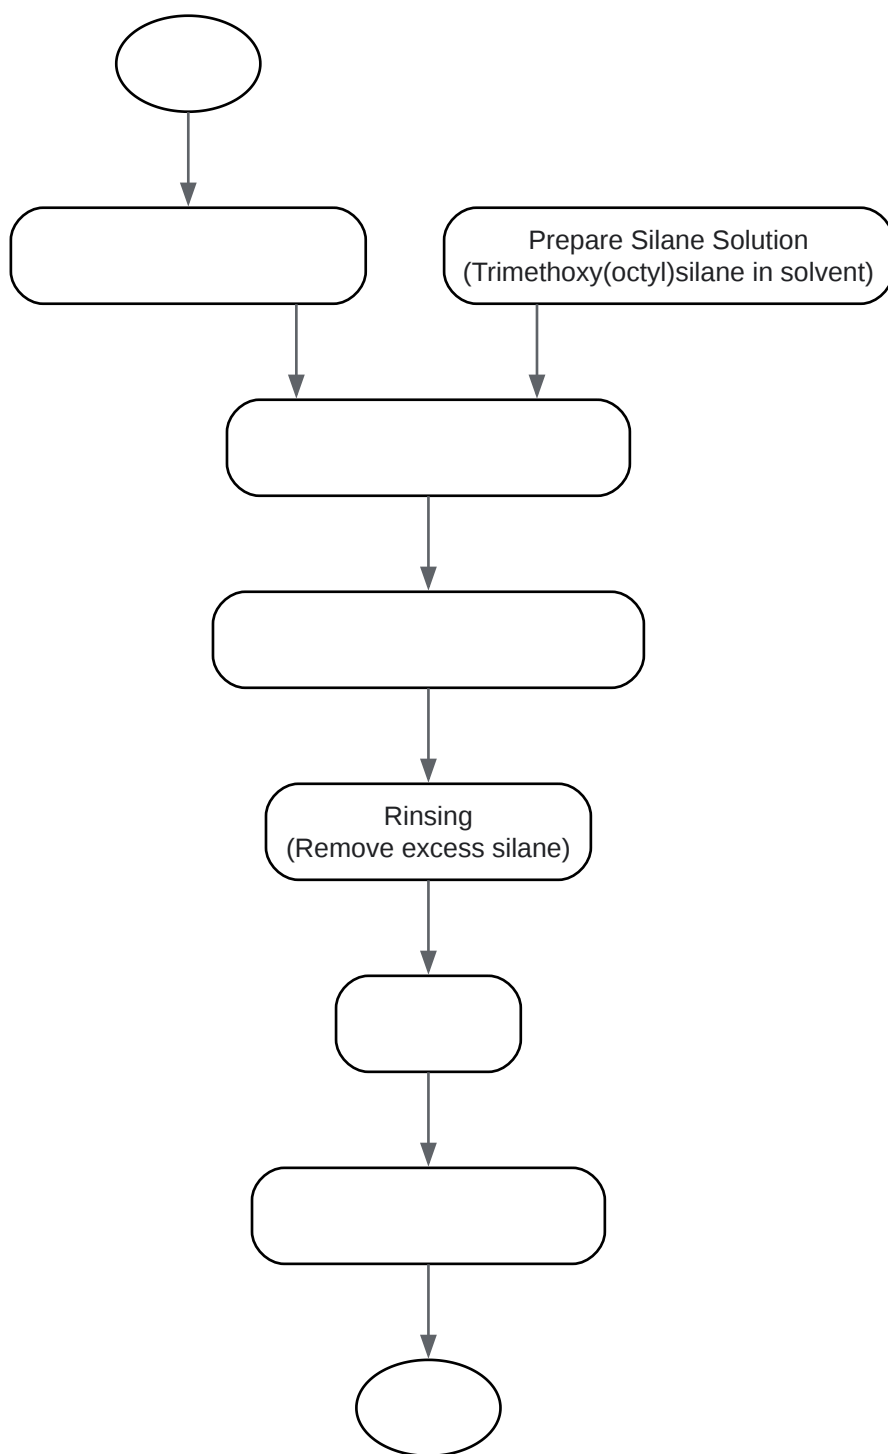 Prepare Silane Solution
(Trimethoxy(octyl)silane in solvent)
Rinsing
(Remove excess silane)